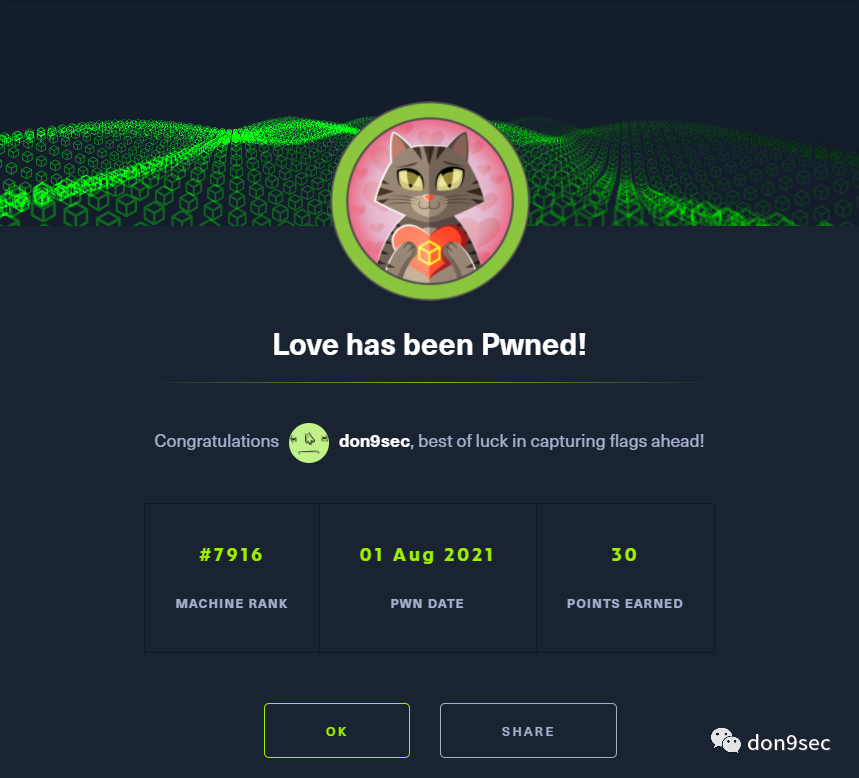 Love has been Pwned!
Congratulations don9sec, best of luck in capturing flags ahead!
#7916 01 Aug 2021 30
MACHINE RANK PWN DATE POINTS EARNED
OK SHARE
don9sec